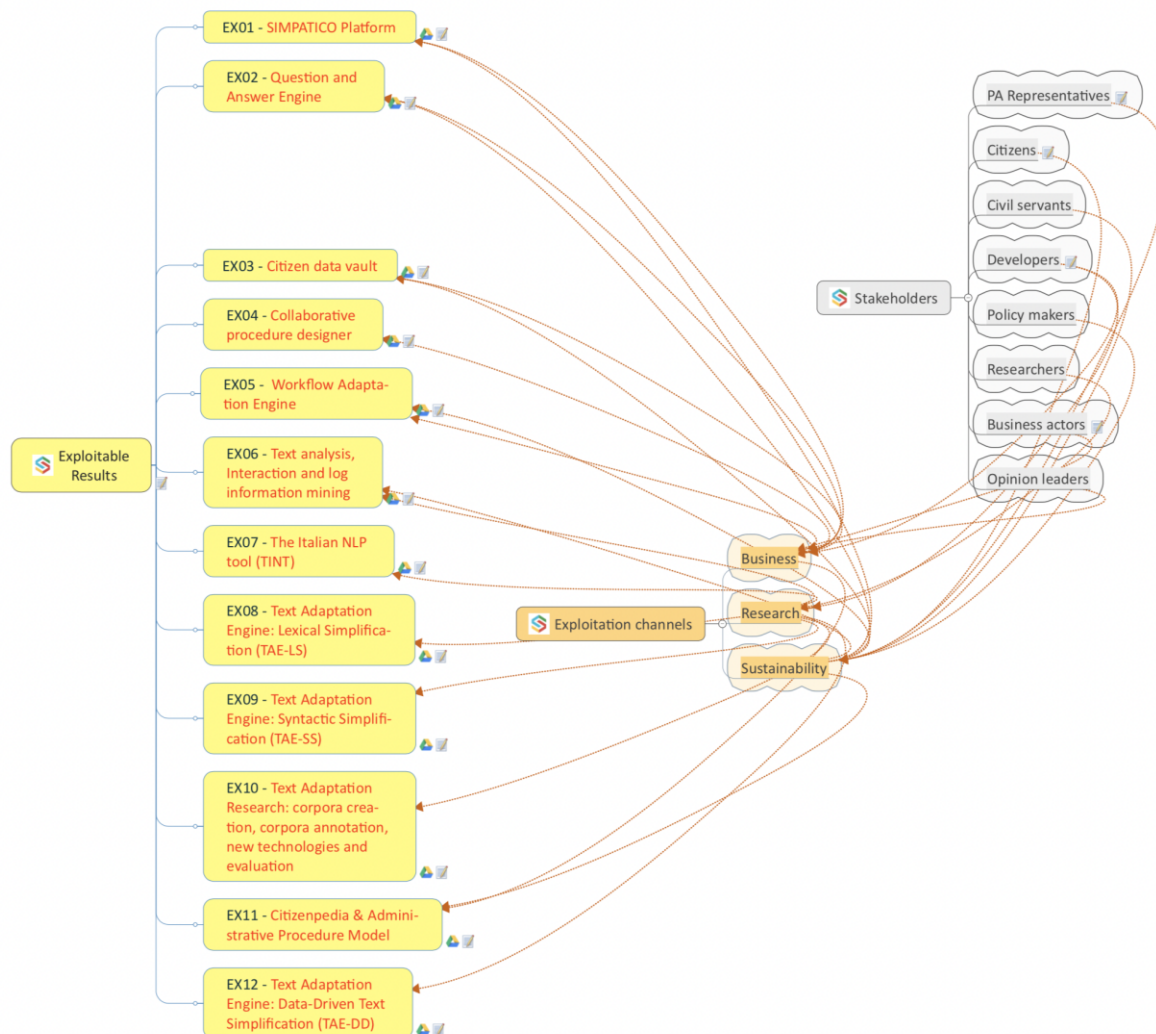 EX01 - SIMPATICO Platform
EX02 - Question and
Answer Engine
EX03 - Citizen data vault
EX04 - Collaborative
procedure designer
EX05 -  Workflow Adapta-
tion Engine
EX06 - Text analysis,
Interaction and log
information mining
EX07 - The Italian NLP
tool (TINT)
EX08 - Text Adaptation
Engine: Lexical Simplifica-
tion (TAE-LS)
EX09 - Text Adaptation
Engine: Syntactic Simplifi-
cation (TAE-SS)
EX10 - Text Adaptation
Research: corpora crea-
tion, corpora annotation,
new technologies and
evaluation
EX11 - Citizenpedia & Admini-
strative Procedure Model
EX12 - Text Adaptation
Engine: Data-Driven Text
Simplification (TAE-DD)
Exploitable
Results
Exploitation channels
Business
Research
Sustainability
Stakeholders
PA Representatives
Citizens
Civil servants
Developers
Policy makers
Researchers
Business actors
Opinion leaders